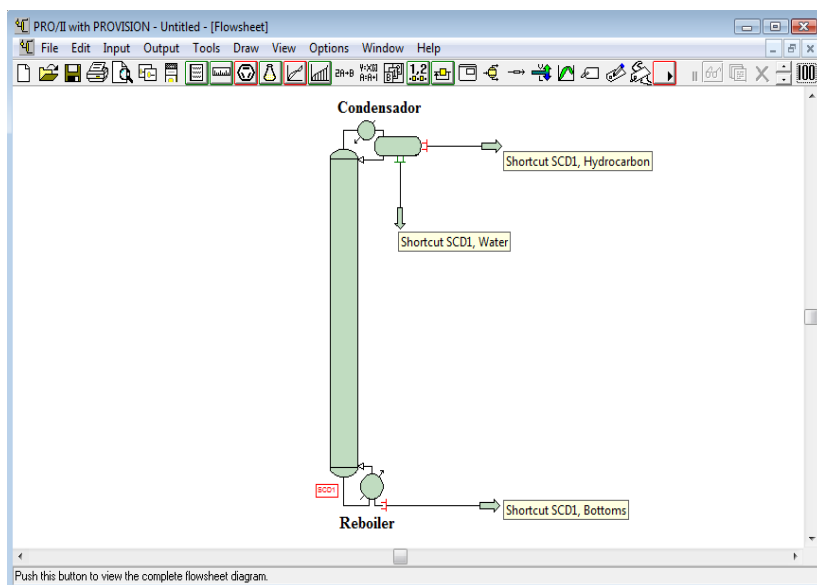 PRO/II with PROVISION - Untitled - [Flowsheet]
File Edit Input Output Tools Draw View Options Window Help
Condensador
Shortcut SCD1, Hydrocarbon
Shortcut SCD1, Water
SCD1
Shortcut SCD1, Bottoms
Reboiler
Push this button to view the complete flowsheet diagram.